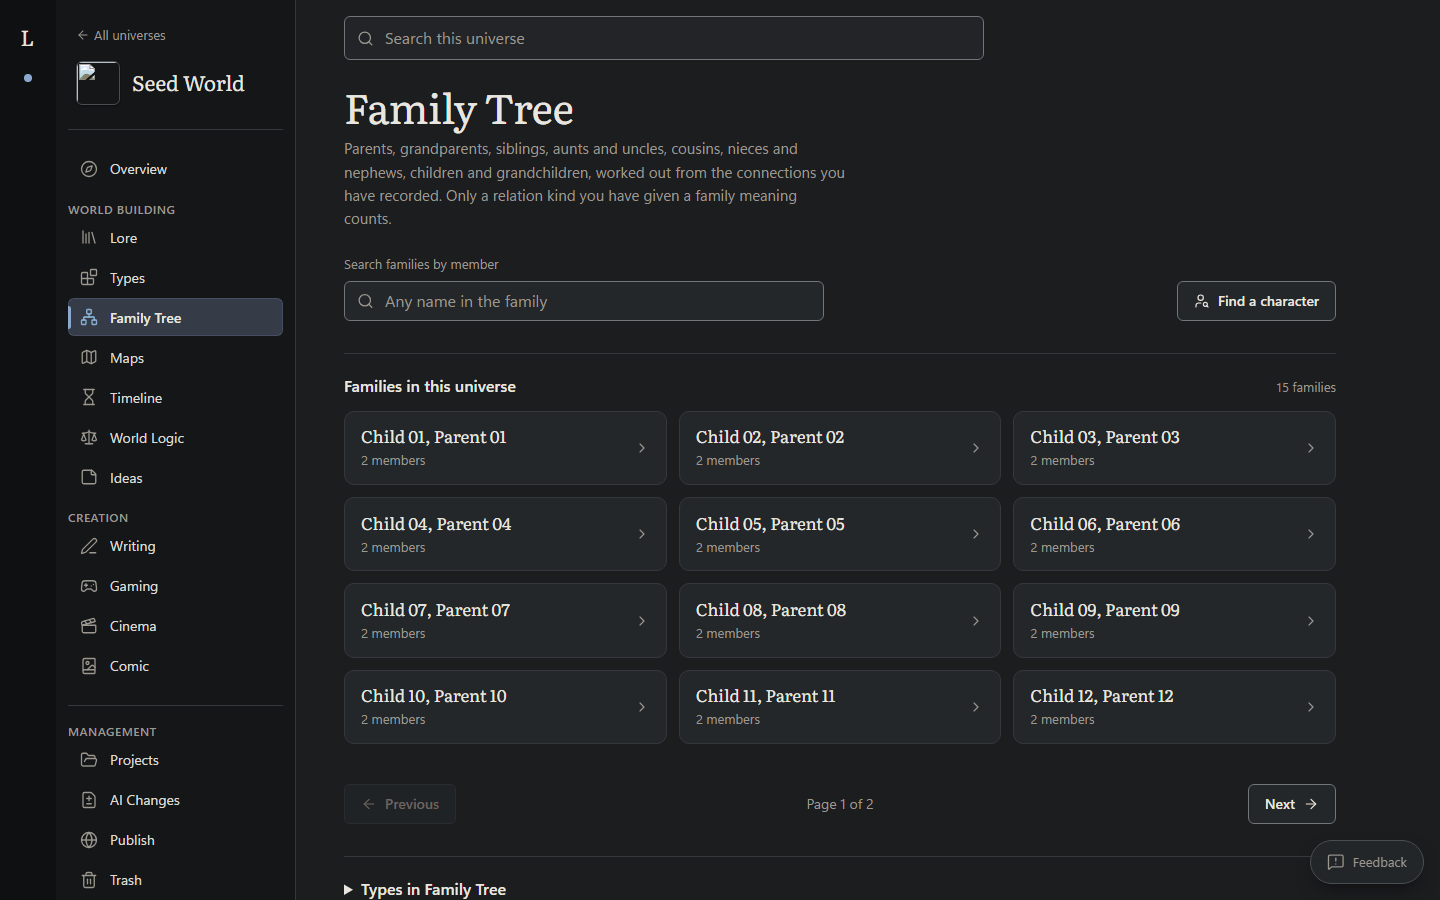 L
All universes
Seed World
Overview
WORLD BUILDING
Lore
Types
Family Tree
Maps
Timeline
World Logic
Ideas
CREATION
Writing
Gaming
Cinema
Comic
MANAGEMENT
Projects
AI Changes
Publish
Trash
Search this universe
Family Tree
Parents, grandparents, siblings, aunts and uncles, cousins, nieces and
nephews, children and grandchildren, worked out from the connections you
have recorded. Only a relation kind you have given a family meaning
counts.
Search families by member
Any name in the family
Find a character
Families in this universe
15 families
Child 01, Parent 01
2 members
Child 02, Parent 02
2 members
Child 03, Parent 03
2 members
Child 04, Parent 04
2 members
Child 05, Parent 05
2 members
Child 06, Parent 06
2 members
Child 07, Parent 07
2 members
Child 08, Parent 08
2 members
Child 09, Parent 09
2 members
Child 10, Parent 10
2 members
Child 11, Parent 11
2 members
Child 12, Parent 12
2 members
Previous
Page 1 of 2
Next
Feedback
Types in Family Tree